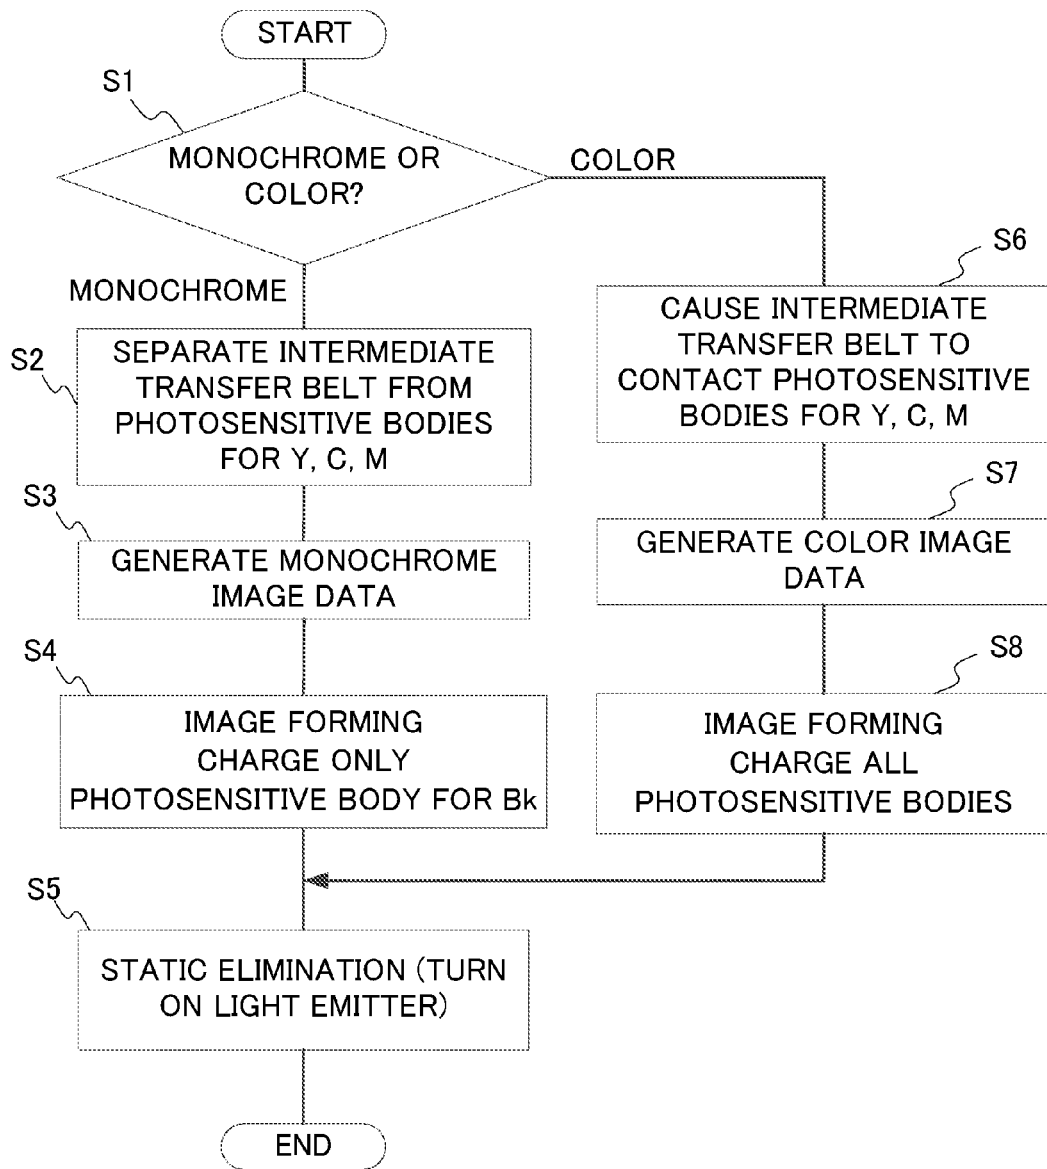 START
S1
MONOCHROME OR
COLOR?
COLOR
MONOCHROME
S2
SEPARATE INTERMEDIATE
TRANSFER BELT FROM
PHOTOSENSITIVE BODIES
FOR Y, C, M
S3
GENERATE MONOCHROME
IMAGE DATA
S4
IMAGE FORMING
CHARGE ONLY
PHOTOSENSITIVE BODY FOR Bk
S6
CAUSE INTERMEDIATE
TRANSFER BELT TO
CONTACT PHOTOSENSITIVE
BODIES FOR Y, C, M
S7
GENERATE COLOR IMAGE
DATA
S8
IMAGE FORMING
CHARGE ALL
PHOTOSENSITIVE BODIES
S5
STATIC ELIMINATION (TURN
ON LIGHT EMITTER)
END